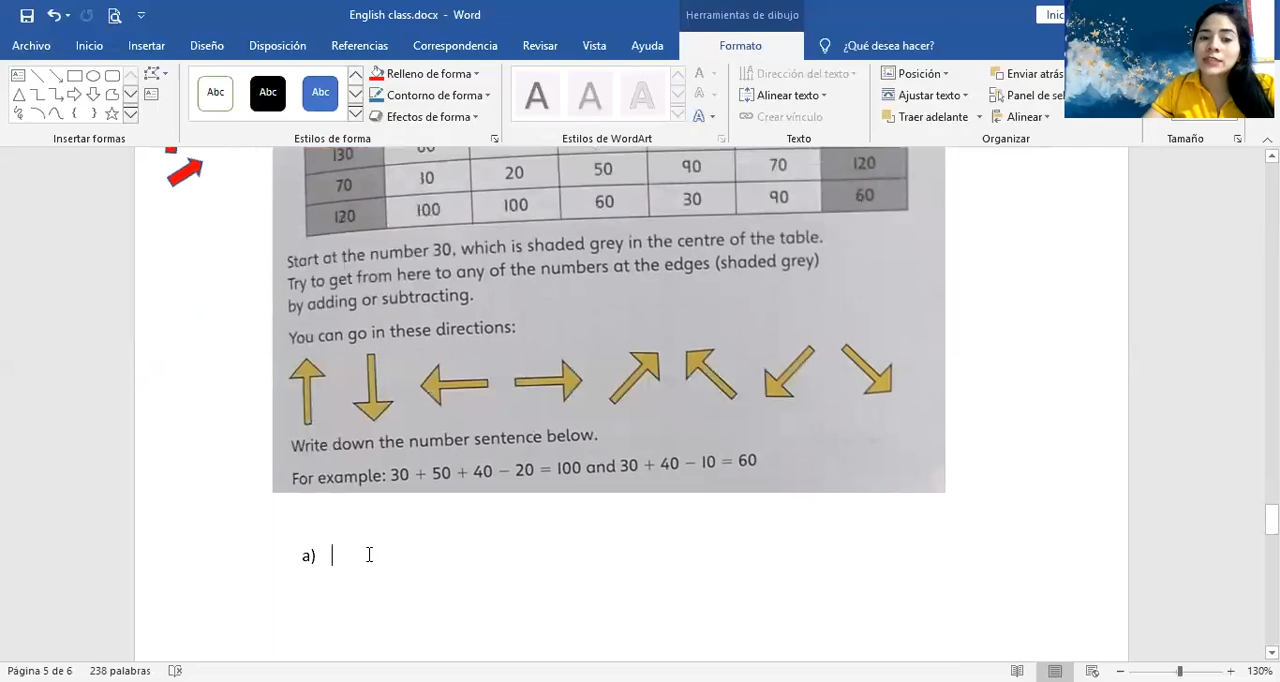 English class.docx - Word
Herramientas de dibujo
Inic
Archivo Inicio Insertar Diseño Disposición Referencias Correspondencia Revisar Vista Ayuda Formato ¿Qué desea hacer?
Abc Abc Abc
Relleno de forma
Contorno de forma
Efectos de forma
A A A
Dirección del texto
Alinear texto
Crear vínculo
Posición
Ajustar texto
Traer adelante
Enviar atrás
Panel de sel
Alinear
Insertar formas Estilos de forma Estilos de WordArt Texto Organizar Tamaño
130 120
70 30 20 50 90 70 120
120 100 100 60 30 90 60
Start at the number 30, which is shaded grey in the centre of the table.
Try to get from here to any of the numbers at the edges (shaded grey)
by adding or subtracting.
You can go in these directions:
Write down the number sentence below.
For example: 30 + 50 + 40 − 20 = 100 and 30 + 40 − 10 = 60
a)
Página 5 de 6 238 palabras 130%